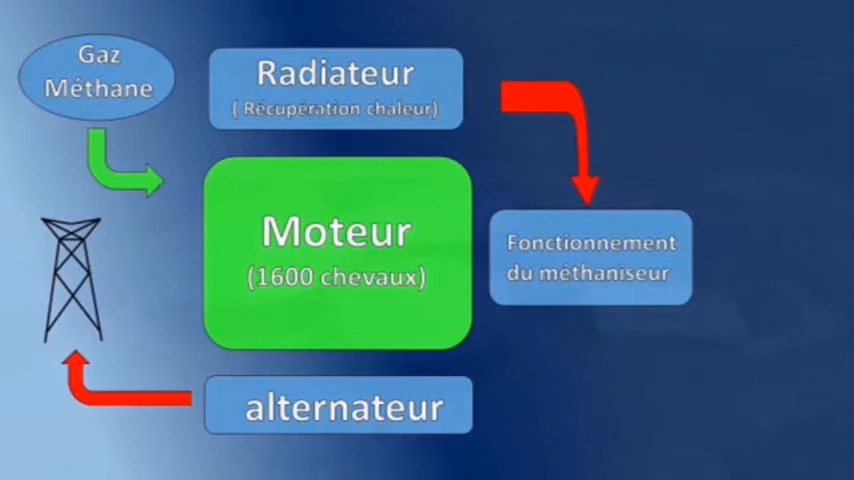 Gaz
Méthane
Radiateur
( Récupération chaleur)
Moteur
(1600 chevaux)
Fonctionnement
du méthaniseur
alternateur